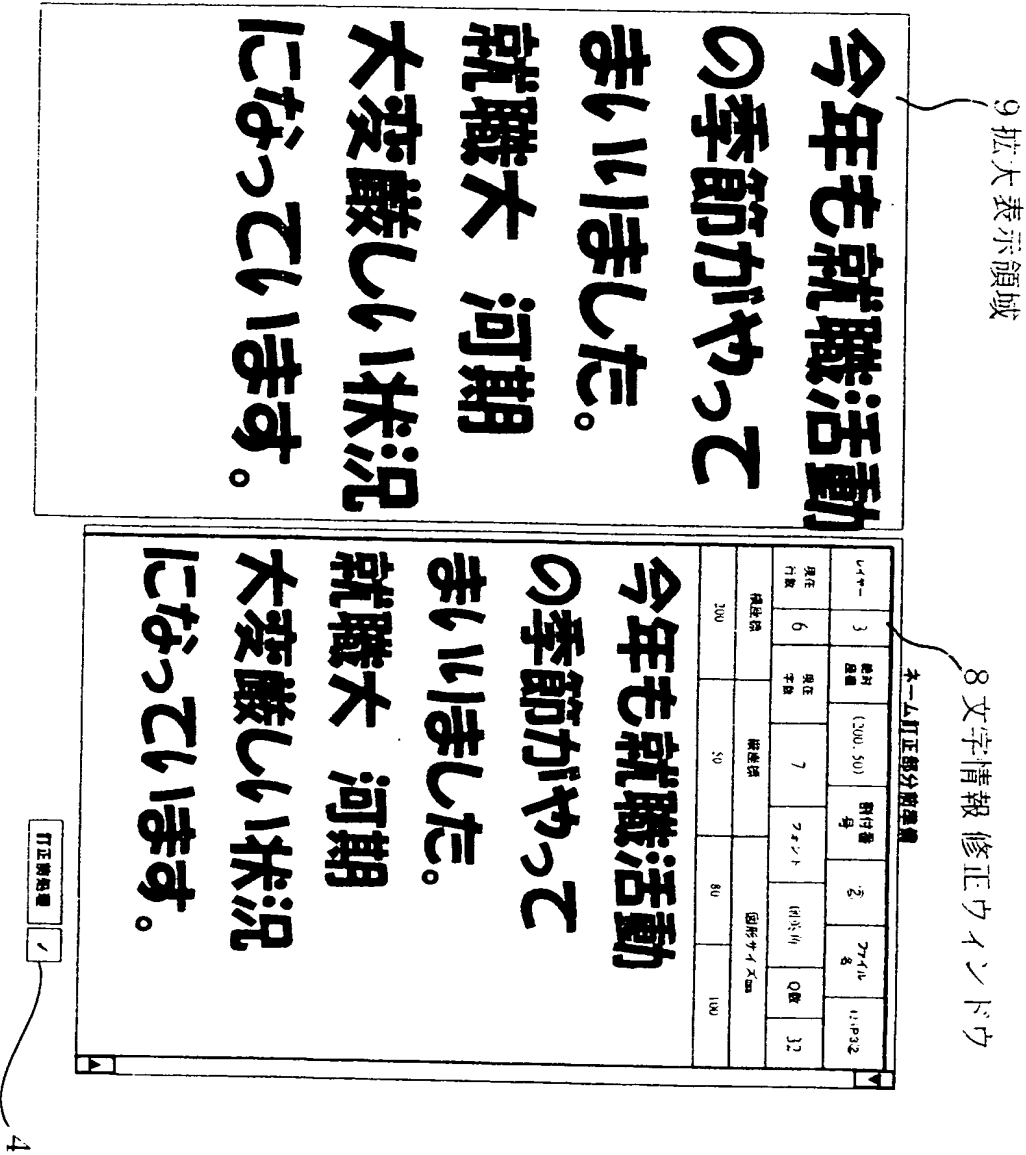 9 拡大表示領域
今年も就職活動
の季節がやって
まいりました。
就職大 河期
大変厳しい状況
になっています。
8 文字情報修正ウィンドウ
ネーム訂正部分前準備
レイヤー 3 絶対座標 (200, 50) 割付番号 ② ファイル名
現在行数 6 現在字数 7 フォント Q数 32
横座標 縦座標 図形サイズmm
200 50 80 100
今年も就職活動
の季節がやって
まいりました。
就職大 河期
大変厳しい状況
になっています。
訂正前処理
4